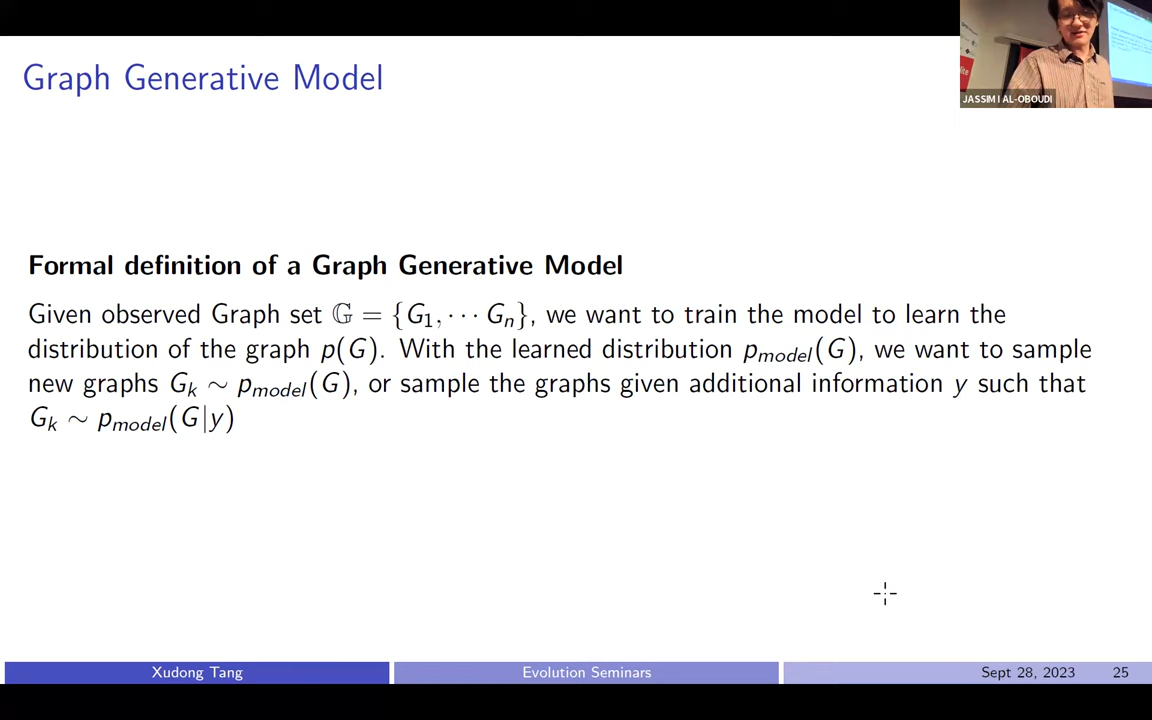 Graph Generative Model
JASSIM I AL-OBOUDI
Formal definition of a Graph Generative Model
Given observed Graph set 𝔾 = {G₁, ··· Gₙ}, we want to train the model to learn the
distribution of the graph p(G). With the learned distribution p_model(G), we want to sample
new graphs G_k ∼ p_model(G), or sample the graphs given additional information y such that
G_k ∼ p_model(G|y)
Xudong Tang
Evolution Seminars
Sept 28, 2023 25